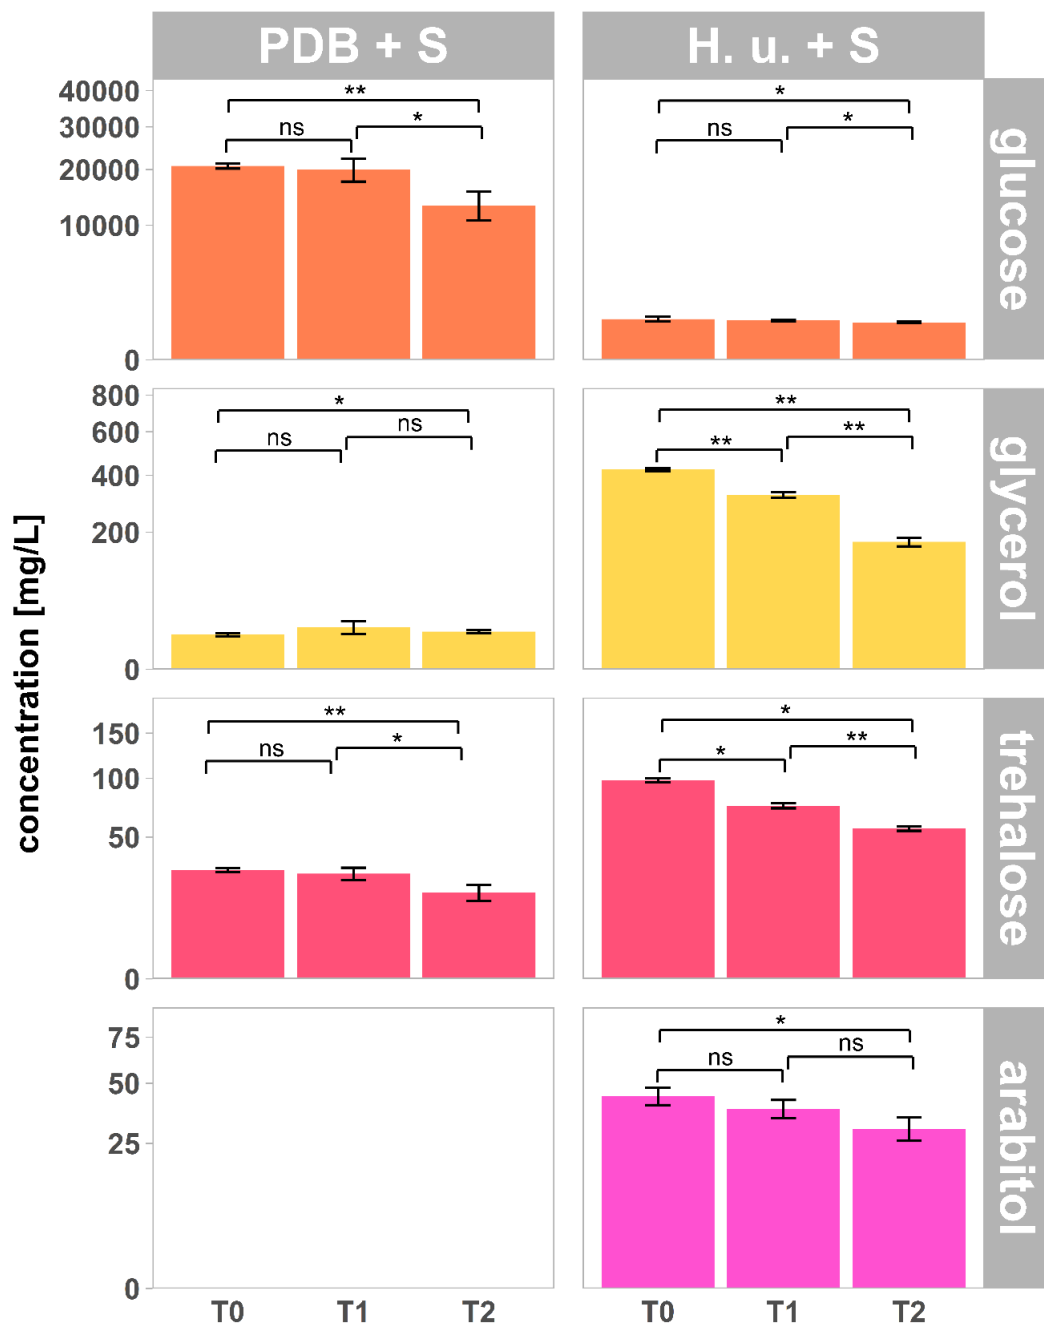 PDB + S
H. u. + S
concentration [mg/L]
glucose
40000
30000
20000
10000
0
**
ns
*
*
ns
*
glycerol
800
600
400
200
0
*
ns
ns
**
**
**
trehalose
150
100
50
0
**
ns
*
*
*
**
arabitol
75
50
25
0
*
ns
ns
T0 T1 T2 T0 T1 T2